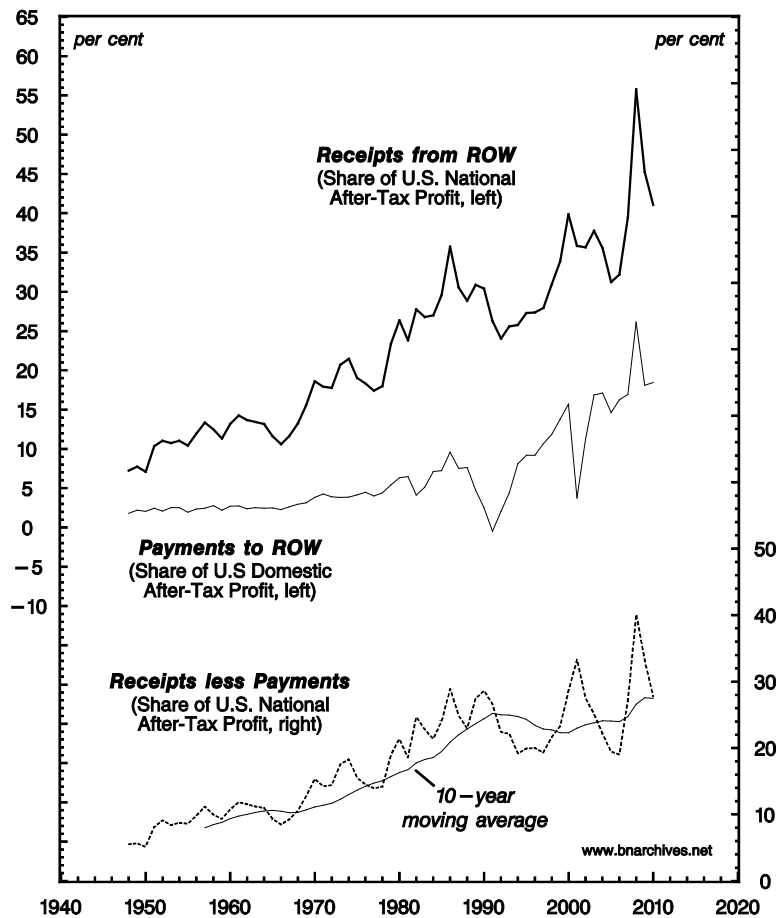 65
60
55
50
45
40
35
30
25
20
15
10
5
0
−5
−10
per cent
per cent
Receipts from ROW
(Share of U.S. National
After-Tax Profit, left)
Payments to ROW
(Share of U.S Domestic
After-Tax Profit, left)
Receipts less Payments
(Share of U.S. National
After-Tax Profit, right)
10−year
moving average
www.bnarchives.net
50
40
30
20
10
0
1940 1950 1960 1970 1980 1990 2000 2010 2020